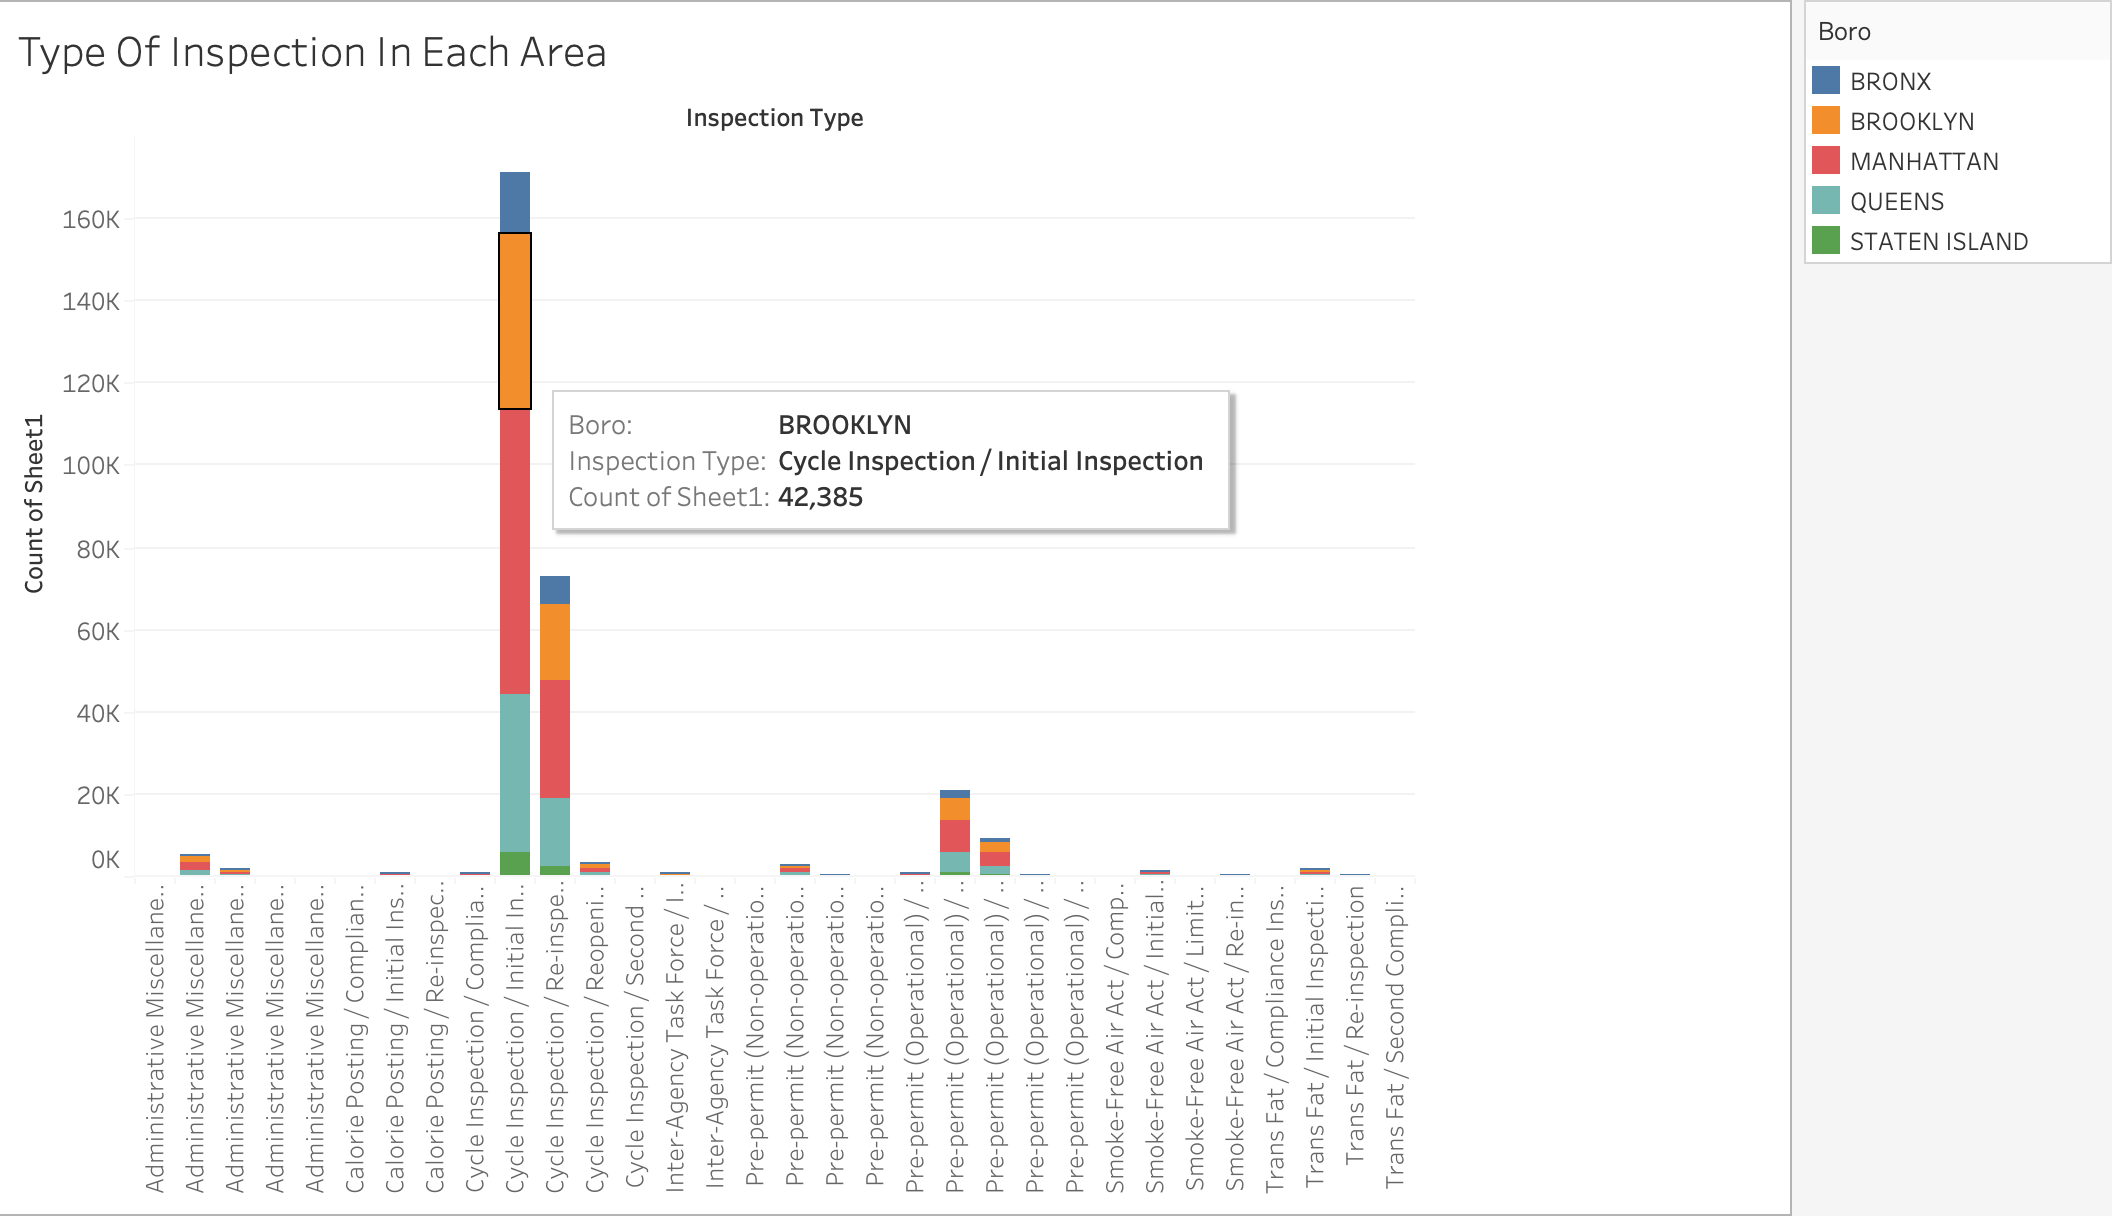 Type Of Inspection In Each Area
Inspection Type
Count of Sheet1
160K
140K
120K
100K
80K
60K
40K
20K
0K
Boro: BROOKLYN
Inspection Type: Cycle Inspection / Initial Inspection
Count of Sheet1: 42,385
Administrative Miscellane..
Administrative Miscellane..
Administrative Miscellane..
Administrative Miscellane..
Administrative Miscellane..
Calorie Posting / Complian..
Calorie Posting / Initial Ins..
Calorie Posting / Re-inspec..
Cycle Inspection / Complia..
Cycle Inspection / Initial In..
Cycle Inspection / Re-inspe..
Cycle Inspection / Reopeni..
Cycle Inspection / Second ..
Inter-Agency Task Force / I..
Inter-Agency Task Force / ..
Pre-permit (Non-operatio..
Pre-permit (Non-operatio..
Pre-permit (Non-operatio..
Pre-permit (Non-operatio..
Pre-permit (Operational) / ..
Pre-permit (Operational) / ..
Pre-permit (Operational) / ..
Pre-permit (Operational) / ..
Pre-permit (Operational) / ..
Smoke-Free Air Act / Comp..
Smoke-Free Air Act / Initial..
Smoke-Free Air Act / Limit..
Smoke-Free Air Act / Re-in..
Trans Fat / Compliance Ins..
Trans Fat / Initial Inspecti..
Trans Fat / Re-inspection
Trans Fat / Second Compli..
Boro
BRONX
BROOKLYN
MANHATTAN
QUEENS
STATEN ISLAND